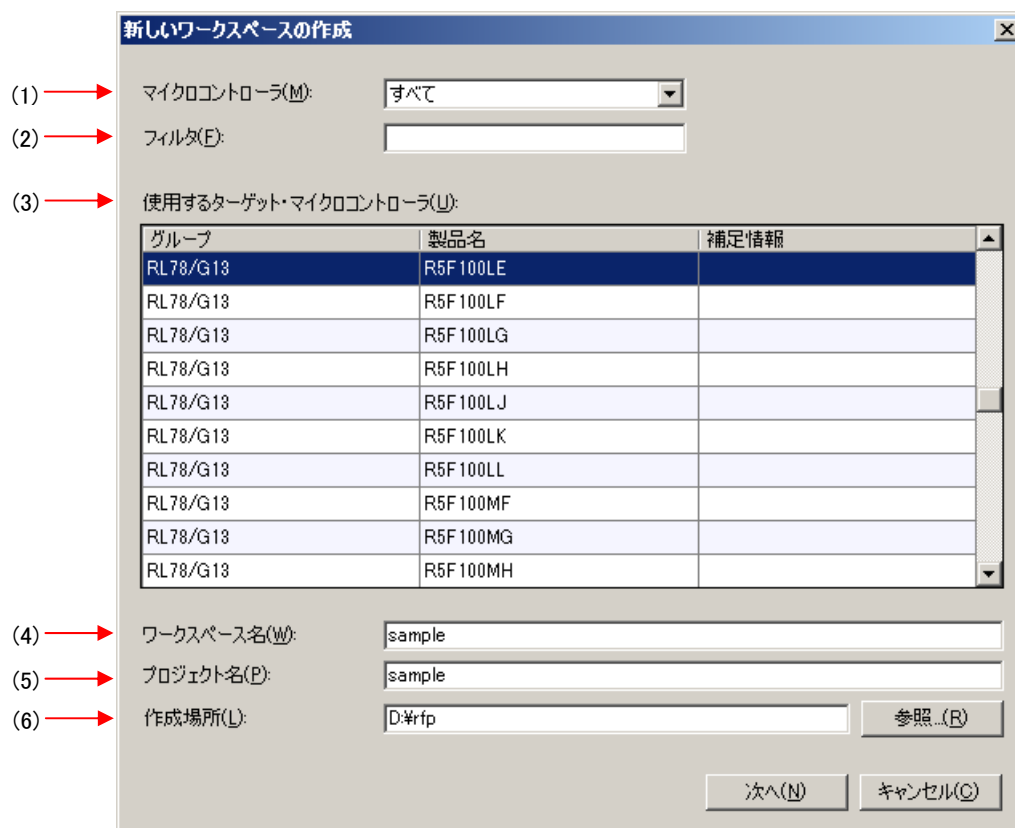 新しいワークスペースの作成
(1) マイクロコントローラ(M): すべて
(2) フィルタ(F):
(3) 使用するターゲット・マイクロコントローラ(U):
グループ 製品名 補足情報
RL78/G13 R5F100LE
RL78/G13 R5F100LF
RL78/G13 R5F100LG
RL78/G13 R5F100LH
RL78/G13 R5F100LJ
RL78/G13 R5F100LK
RL78/G13 R5F100LL
RL78/G13 R5F100MF
RL78/G13 R5F100MG
RL78/G13 R5F100MH
(4) ワークスペース名(W): sample
(5) プロジェクト名(P): sample
(6) 作成場所(L): D:¥rfp 参照...(R)
次へ(N) キャンセル(C)